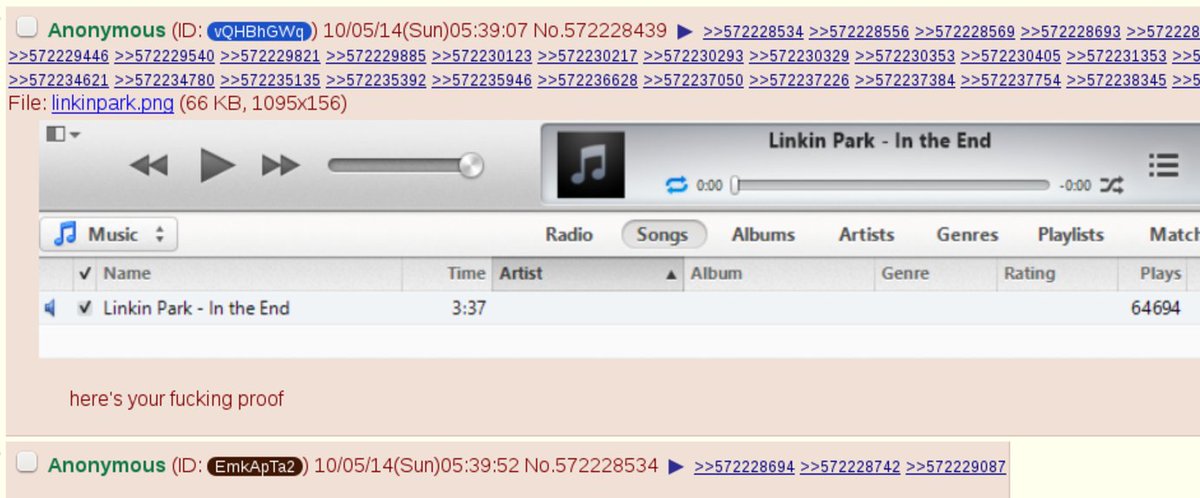 Anonymous (ID: vQHBhGWq) 10/05/14(Sun)05:39:07 No.572228439 ▶ >>572228534 >>572228556 >>572228569 >>572228693 >>572228
>>572229446 >>572229540 >>572229821 >>572229885 >>572230123 >>572230217 >>572230293 >>572230329 >>572230353 >>572230405 >>572231353 >>5
>>572234621 >>572234780 >>572235135 >>572235392 >>572235946 >>572236628 >>572237050 >>572237226 >>572237384 >>572237754 >>572238345 >>5
File: linkinpark.png (66 KB, 1095x156)
Linkin Park - In the End
0:00 -0:00
Music Radio Songs Albums Artists Genres Playlists Match
✓ Name Time Artist ▲ Album Genre Rating Plays
✓ Linkin Park - In the End 3:37 64694
here's your fucking proof
Anonymous (ID: EmkApTa2) 10/05/14(Sun)05:39:52 No.572228534 ▶ >>572228694 >>572228742 >>572229087